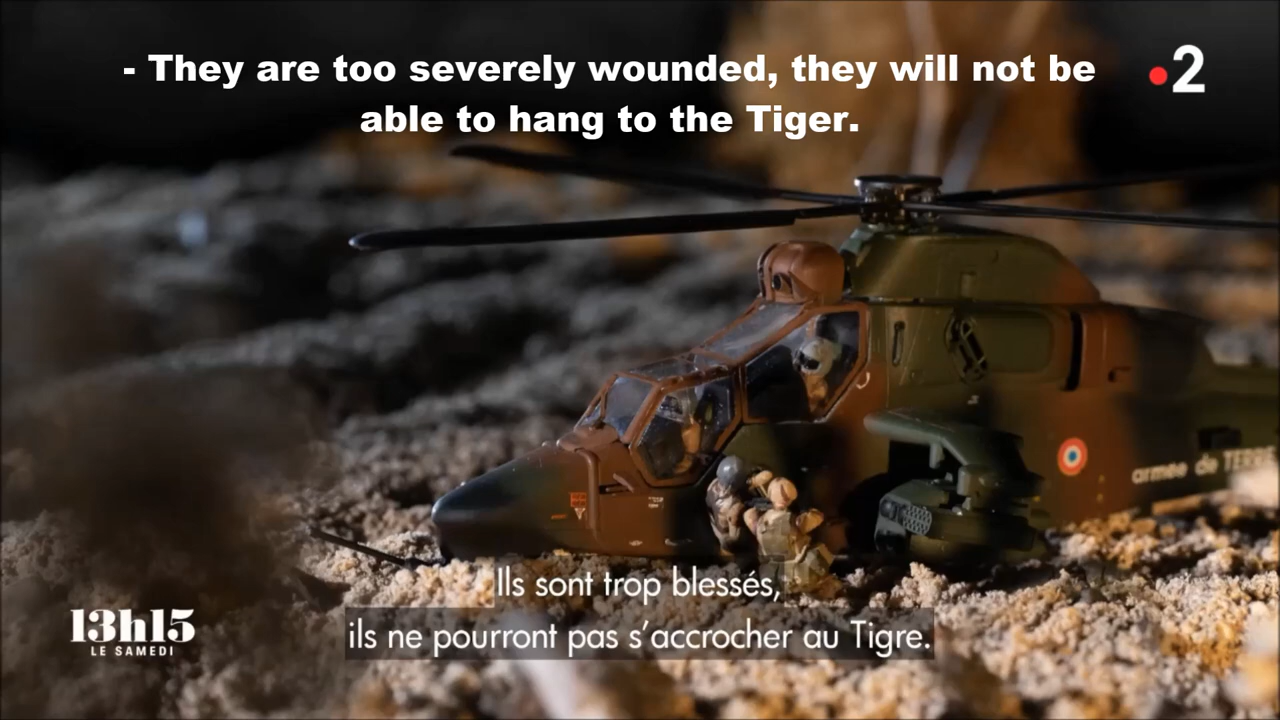 - They are too severely wounded, they will not be
able to hang to the Tiger.
2
armée de TERRE
Ils sont trop blessés,
ils ne pourront pas s'accrocher au Tigre.
13h15
LE SAMEDI